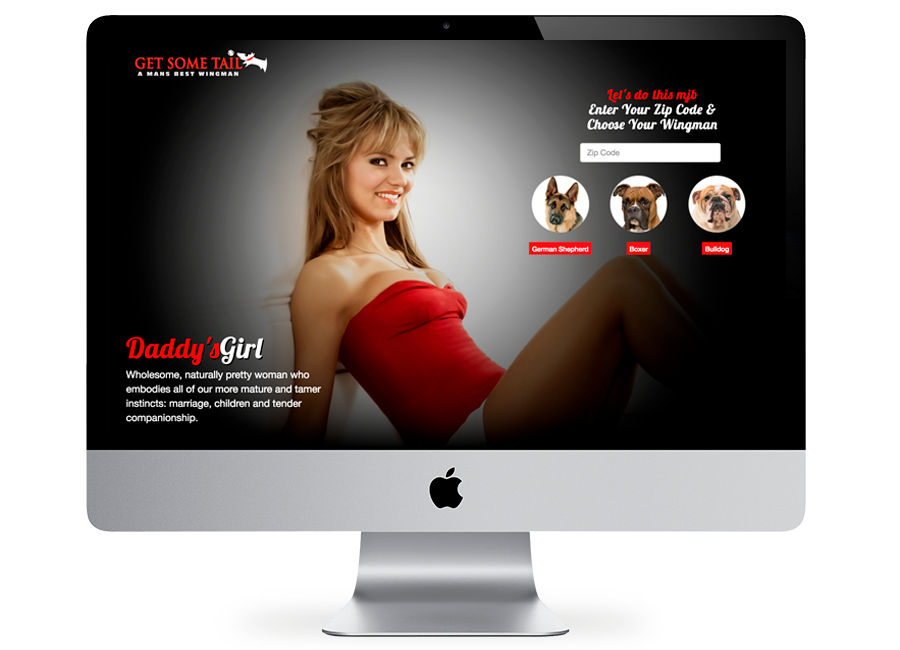 GET SOME TAIL
A MANS BEST WINGMAN
Let's do this mjb
Enter Your Zip Code &
Choose Your Wingman
Zip Code
German Shepherd
Boxer
Bulldog
Daddy'sGirl
Wholesome, naturally pretty woman who
embodies all of our more mature and tamer
instincts: marriage, children and tender
companionship.